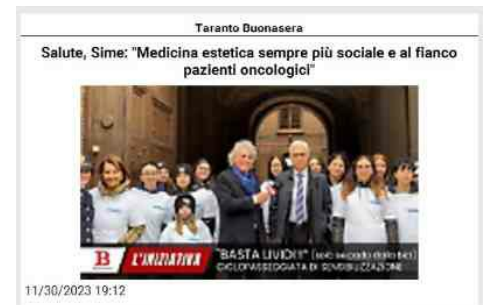 Taranto Buonasera
Salute, Sime: "Medicina estetica sempre più sociale e al fianco
pazienti oncologici"
B L'INIZIATIVA "BASTA LIVIDI!!" (solo
CICLOPASSEGGIATA DI SENSIBILIZZAZIONE
11/30/2023 19:12